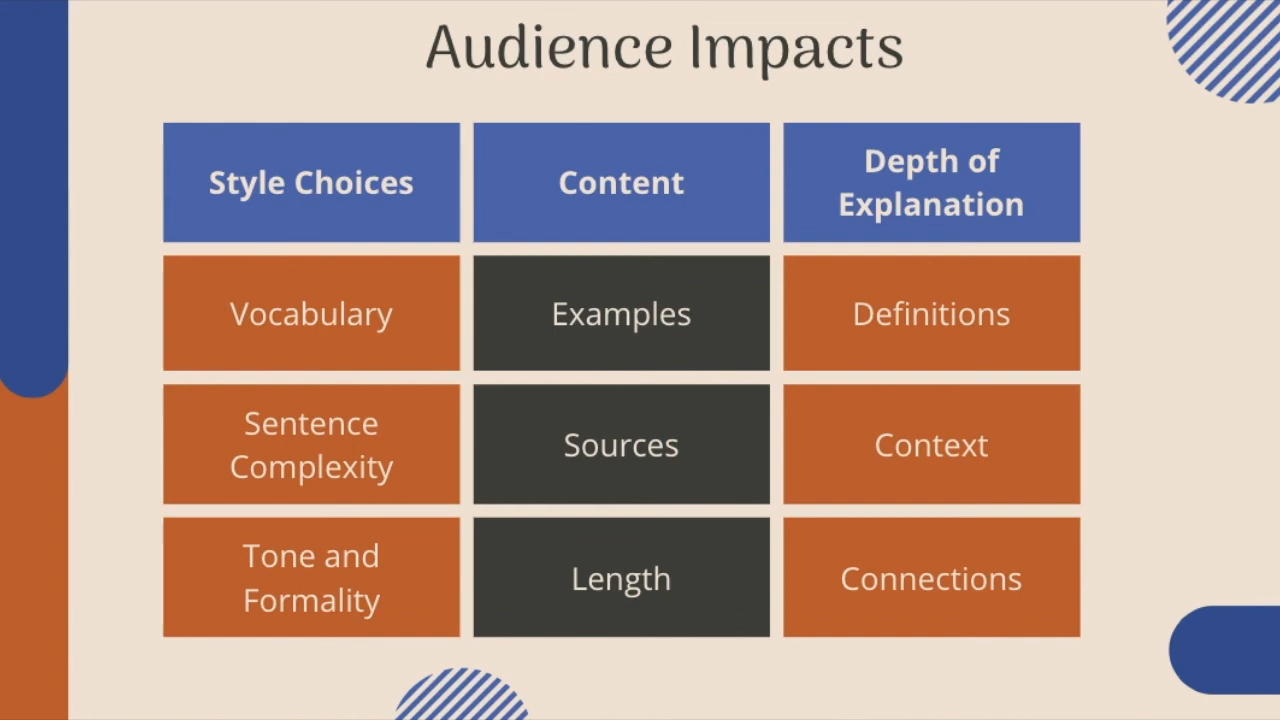 Audience Impacts
Style Choices
Content
Depth of
Explanation
Vocabulary
Examples
Definitions
Sentence
Complexity
Sources
Context
Tone and
Formality
Length
Connections